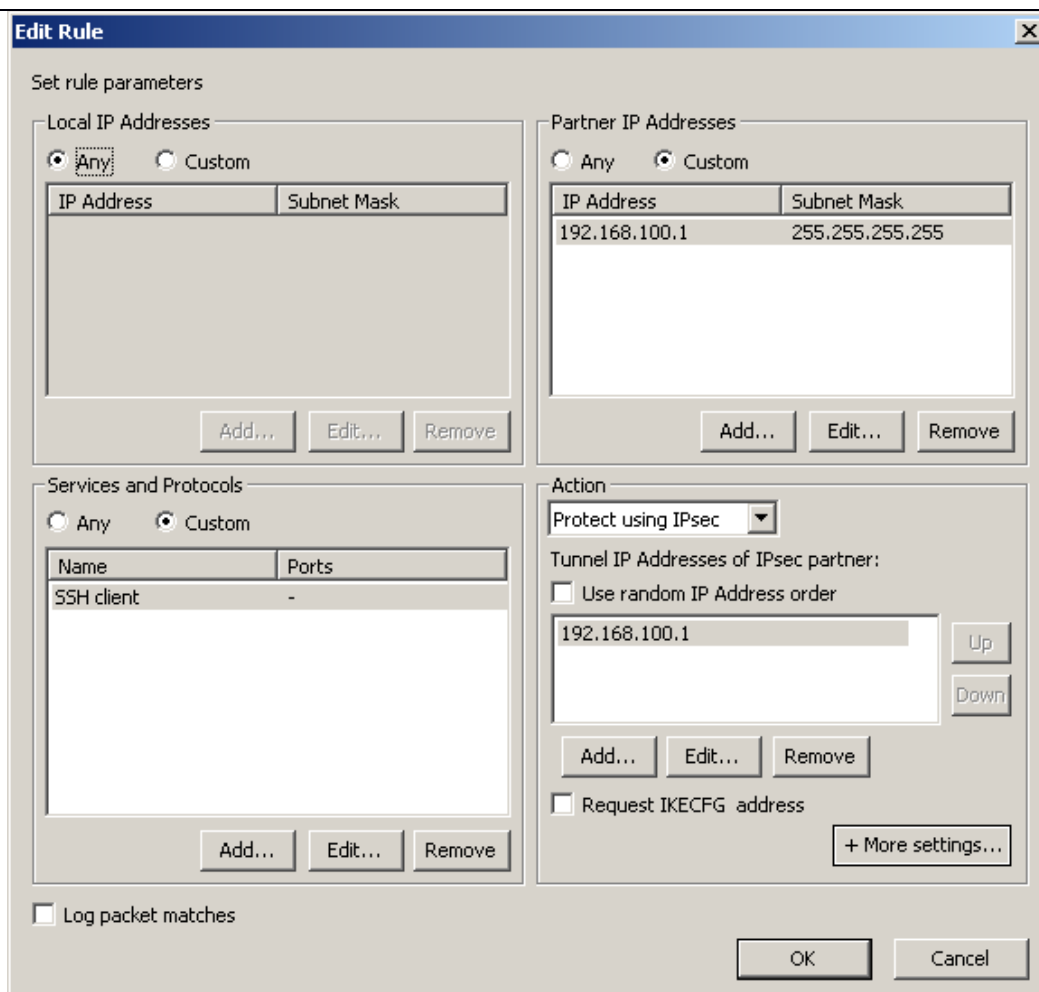 Edit Rule
Set rule parameters
Local IP Addresses
Any Custom
IP Address Subnet Mask
Add... Edit... Remove
Partner IP Addresses
Any Custom
IP Address Subnet Mask
192.168.100.1 255.255.255.255
Add... Edit... Remove
Services and Protocols
Any Custom
Name Ports
SSH client -
Add... Edit... Remove
Action
Protect using IPsec
Tunnel IP Addresses of IPsec partner:
Use random IP Address order
192.168.100.1
Up
Down
Add... Edit... Remove
Request IKECFG address
+ More settings...
Log packet matches
OK Cancel